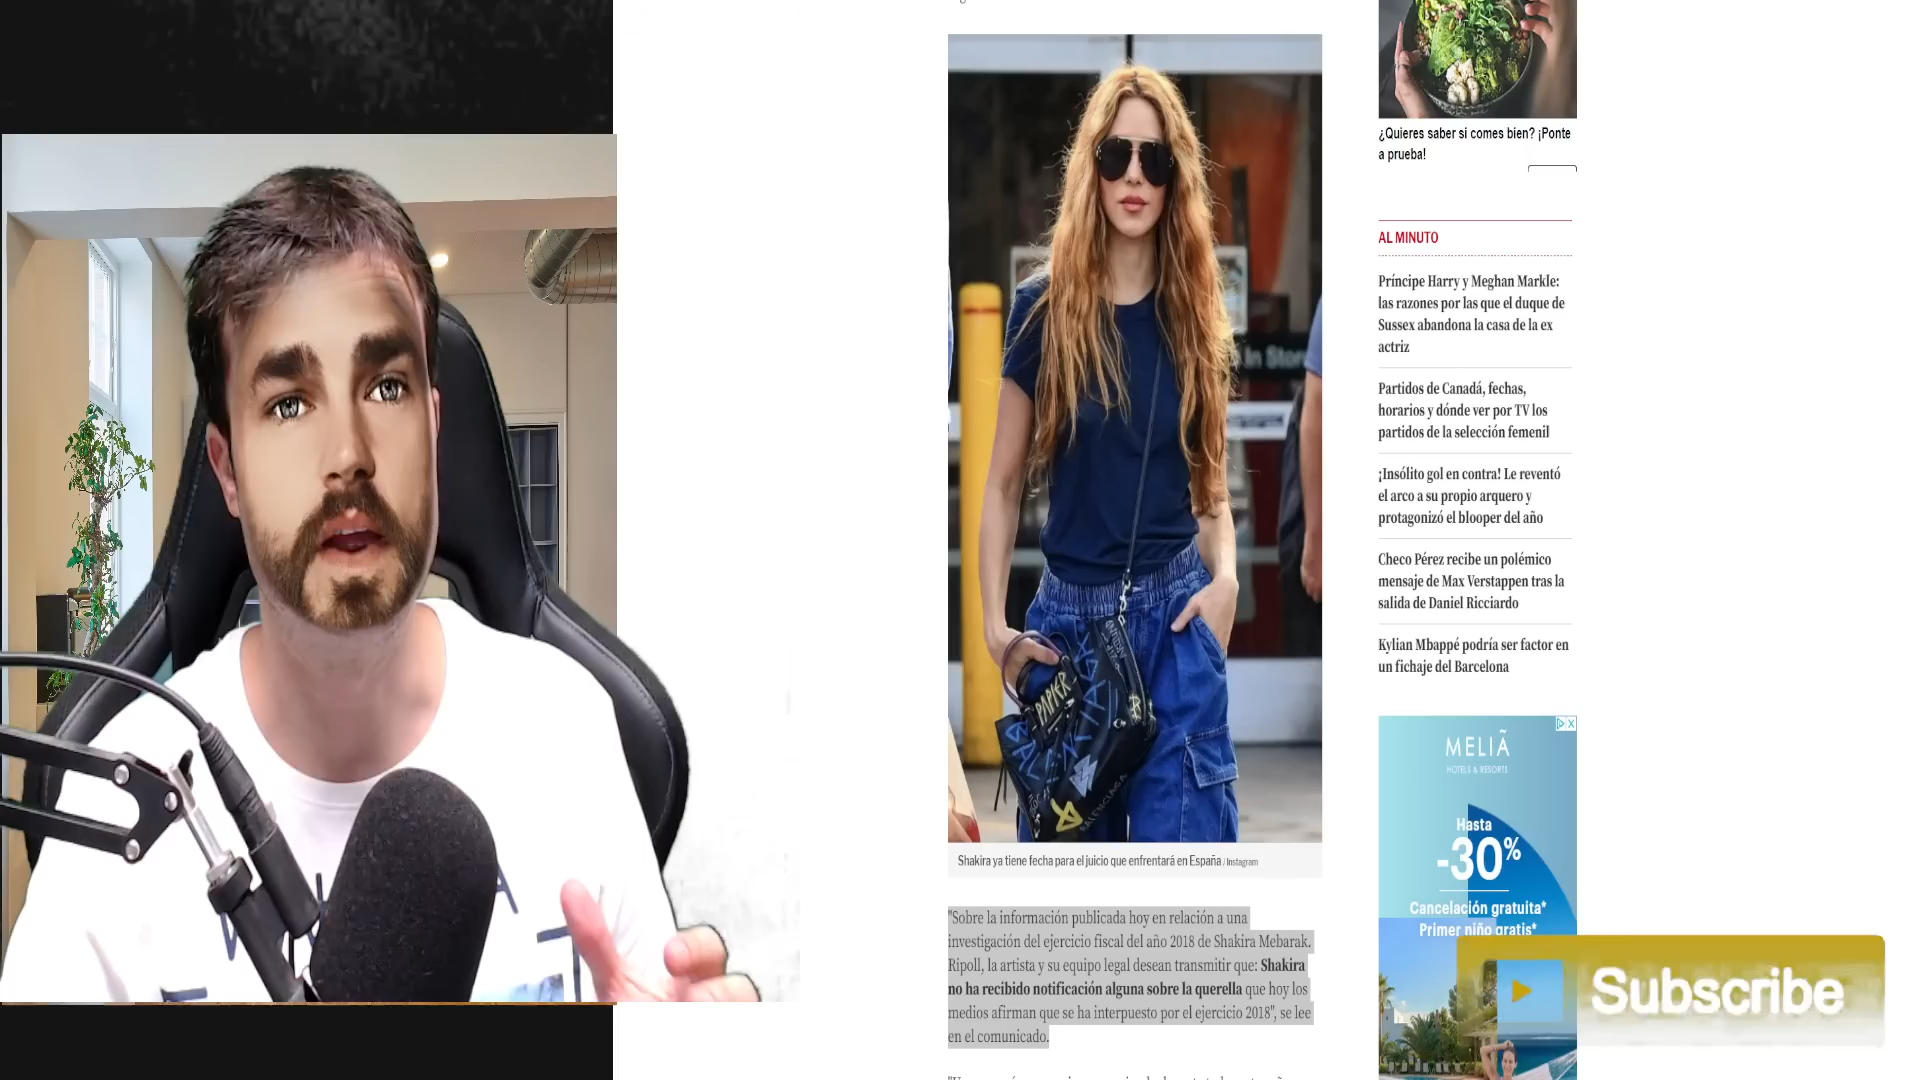 In Store
PAPIER
BALENCIAGA
Shakira ya tiene fecha para el juicio que enfrentará en España / Instagram
"Sobre la información publicada hoy en relación a una
investigación del ejercicio fiscal del año 2018 de Shakira Mebarak.
Ripoll, la artista y su equipo legal desean transmitir que: Shakira
no ha recibido notificación alguna sobre la querella que hoy los
medios afirman que se ha interpuesto por el ejercicio 2018", se lee
en el comunicado.
¿Quieres saber si comes bien? ¡Ponte
a prueba!
AL MINUTO
Príncipe Harry y Meghan Markle:
las razones por las que el duque de
Sussex abandona la casa de la ex
actriz
Partidos de Canadá, fechas,
horarios y dónde ver por TV los
partidos de la selección femenil
¡Insólito gol en contra! Le reventó
el arco a su propio arquero y
protagonizó el blooper del año
Checo Pérez recibe un polémico
mensaje de Max Verstappen tras la
salida de Daniel Ricciardo
Kylian Mbappé podría ser factor en
un fichaje del Barcelona
MELIÃ
HOTELS & RESORTS
Hasta
-30%
Cancelación gratuita*
Primer niño gratis*
Subscribe